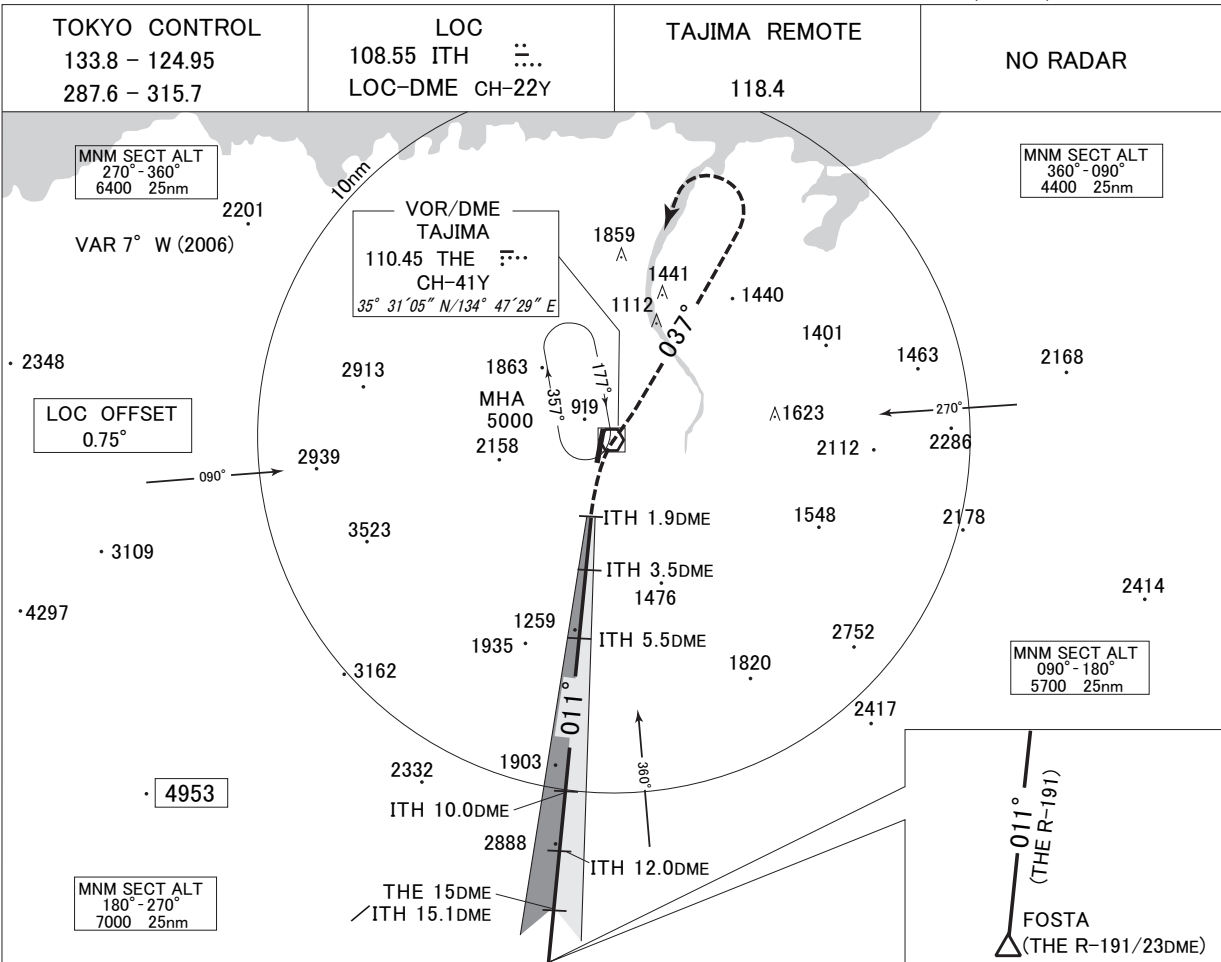 TOKYO CONTROL
133.8 - 124.95
287.6 - 315.7
LOC
108.55 ITH
LOC-DME CH-22Y
TAJIMA REMOTE
118.4
NO RADAR
MNM SECT ALT
270°-360°
6400 25nm
10nm
MNM SECT ALT
360°-090°
4400 25nm
2201
VAR 7° W (2006)
VOR/DME
TAJIMA
110.45 THE
CH-41Y
35° 31′05″ N/134° 47′29″ E
1859
1441
1112
1440
037°
1401
2348
2913
1863
177°
357°
1463
2168
MHA
5000
919
LOC OFFSET
0.75°
1623
270°
2158
2112
2286
2939
090°
ITH 1.9DME
1548
2178
3523
3109
ITH 3.5DME
1476
2414
4297
1259
1935
ITH 5.5DME
2752
3162
1820
MNM SECT ALT
090°-180°
5700 25nm
011°
2417
1903
360°
2332
4953
ITH 10.0DME
2888
ITH 12.0DME
011°
(THE R-191)
MNM SECT ALT
180°-270°
7000 25nm
THE 15DME
/ITH 15.1DME
FOSTA
(THE R-191/23DME)